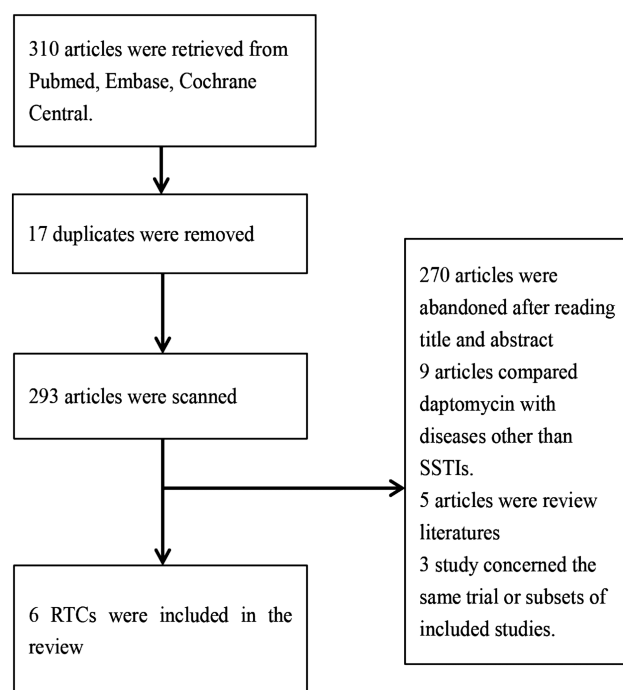 310 articles were retrieved from
Pubmed, Embase, Cochrane
Central.
17 duplicates were removed
293 articles were scanned
270 articles were
abandoned after reading
title and abstract
9 articles compared
daptomycin with
diseases other than
SSTIs.
5 articles were review
literatures
3 study concerned the
same trial or subsets of
included studies.
6 RTCs were included in the
review